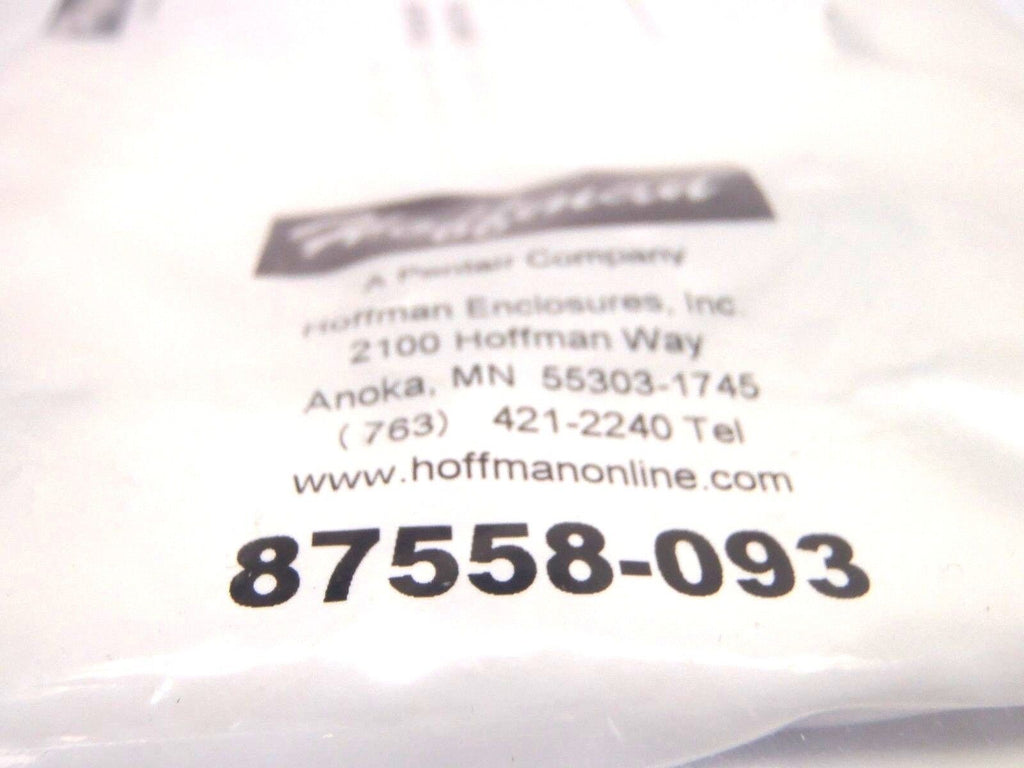 Hoffman
A Pentair Company
Hoffman Enclosures, Inc.
2100 Hoffman Way
Anoka, MN 55303-1745
(763) 421-2240 Tel
www.hoffmanonline.com
87558-093